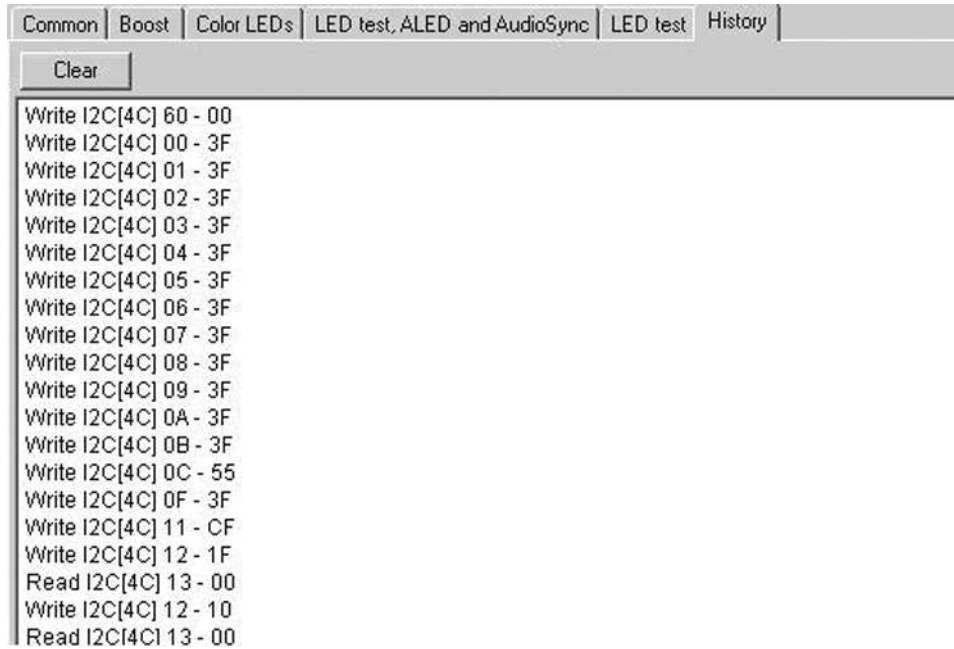 Common Boost Color LEDs LED test, ALED and AudioSync LED test History
Clear
Write I2C[4C] 60 - 00
Write I2C[4C] 00 - 3F
Write I2C[4C] 01 - 3F
Write I2C[4C] 02 - 3F
Write I2C[4C] 03 - 3F
Write I2C[4C] 04 - 3F
Write I2C[4C] 05 - 3F
Write I2C[4C] 06 - 3F
Write I2C[4C] 07 - 3F
Write I2C[4C] 08 - 3F
Write I2C[4C] 09 - 3F
Write I2C[4C] 0A - 3F
Write I2C[4C] 0B - 3F
Write I2C[4C] 0C - 55
Write I2C[4C] 0F - 3F
Write I2C[4C] 11 - CF
Write I2C[4C] 12 - 1F
Read I2C[4C] 13 - 00
Write I2C[4C] 12 - 10
Read I2C[4C] 13 - 00